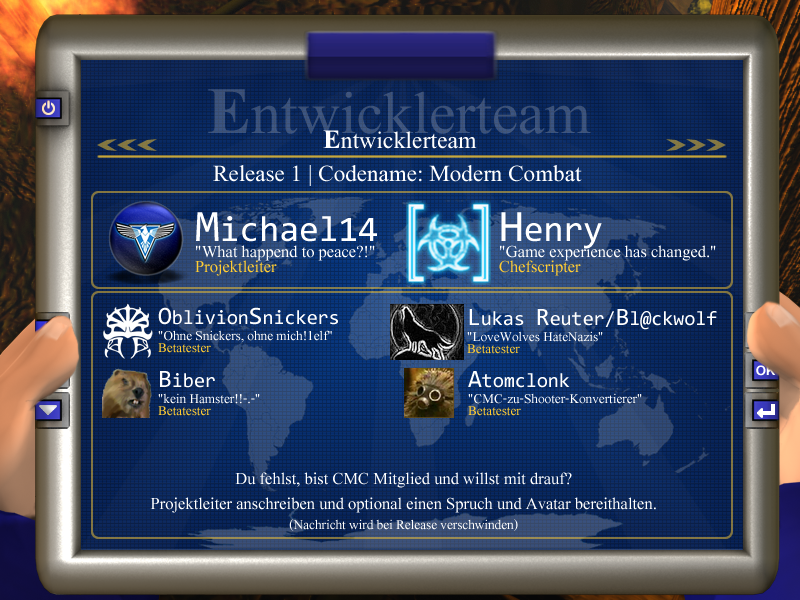 Entwicklerteam
Entwicklerteam
<<< >>>
Release 1 | Codename: Modern Combat
Michael14
"What happend to peace?!"
Projektleiter
Henry
"Game experience has changed."
Chefscripter
OblivionSnickers
"Ohne Snickers, ohne mich!1elf"
Betatester
Lukas Reuter/Bl@ckwolf
"LoveWolves HateNazis"
Betatester
Biber
"kein Hamster!!-.-"
Betatester
Atomclonk
"CMC-zu-Shooter-Konvertierer"
Betatester
OK
Du fehlst, bist CMC Mitglied und willst mit drauf?
Projektleiter anschreiben und optional einen Spruch und Avatar bereithalten.
(Nachricht wird bei Release verschwinden)